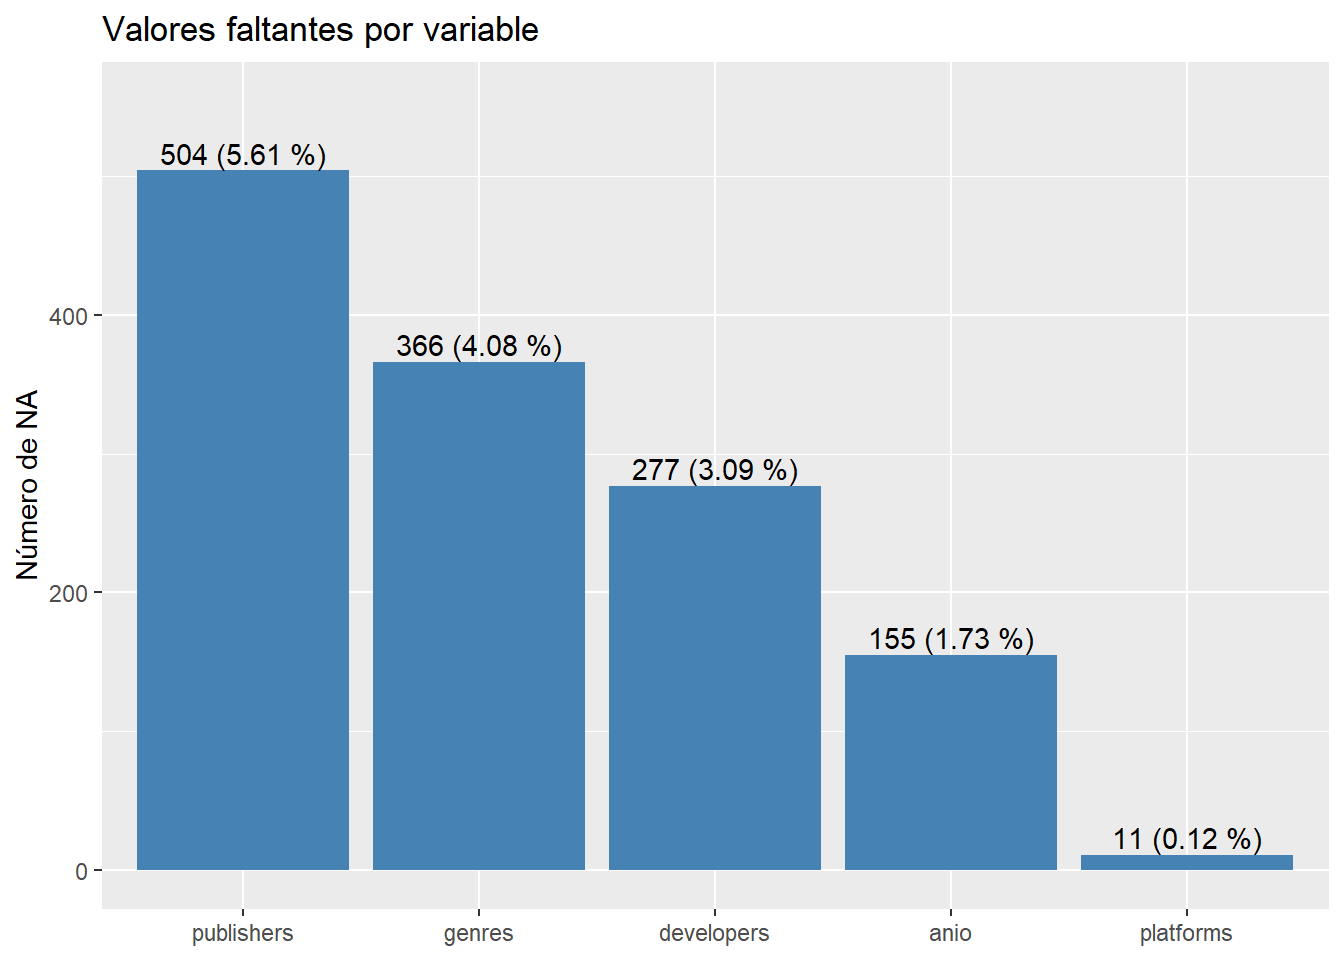 Valores faltantes por variable
Número de NA
504 (5.61 %)
366 (4.08 %)
277 (3.09 %)
155 (1.73 %)
11 (0.12 %)
400
200
0
publishers
genres
developers
anio
platforms